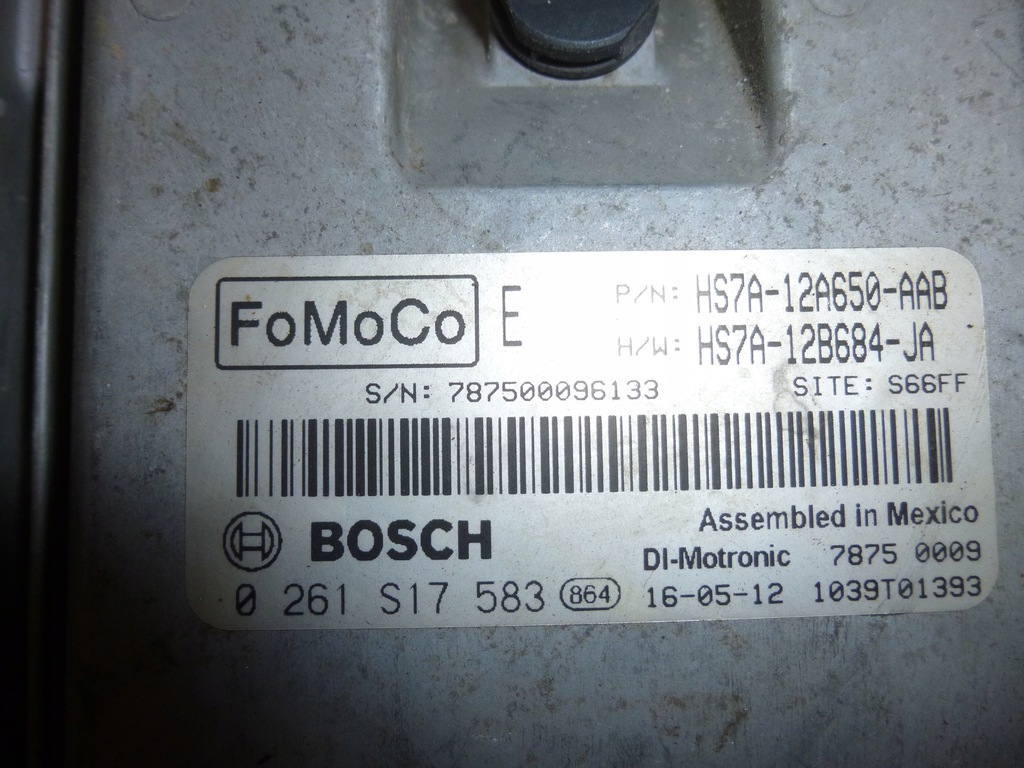 FoMoCo E P/N: HS7A-12A650-AAB
H/W: HS7A-12B684-JA
S/N: 787500096133 SITE: S66FF
BOSCH Assembled in Mexico
DI-Motronic 7875 0009
0 261 S17 583 864 16-05-12 1039T01393